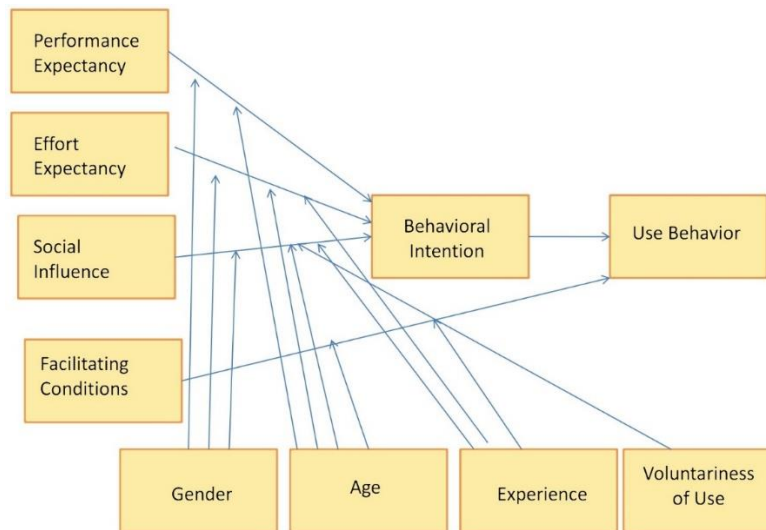 Performance
Expectancy
Effort
Expectancy
Social
Influence
Behavioral
Intention
Use Behavior
Facilitating
Conditions
Gender
Age
Experience
Voluntariness
of Use